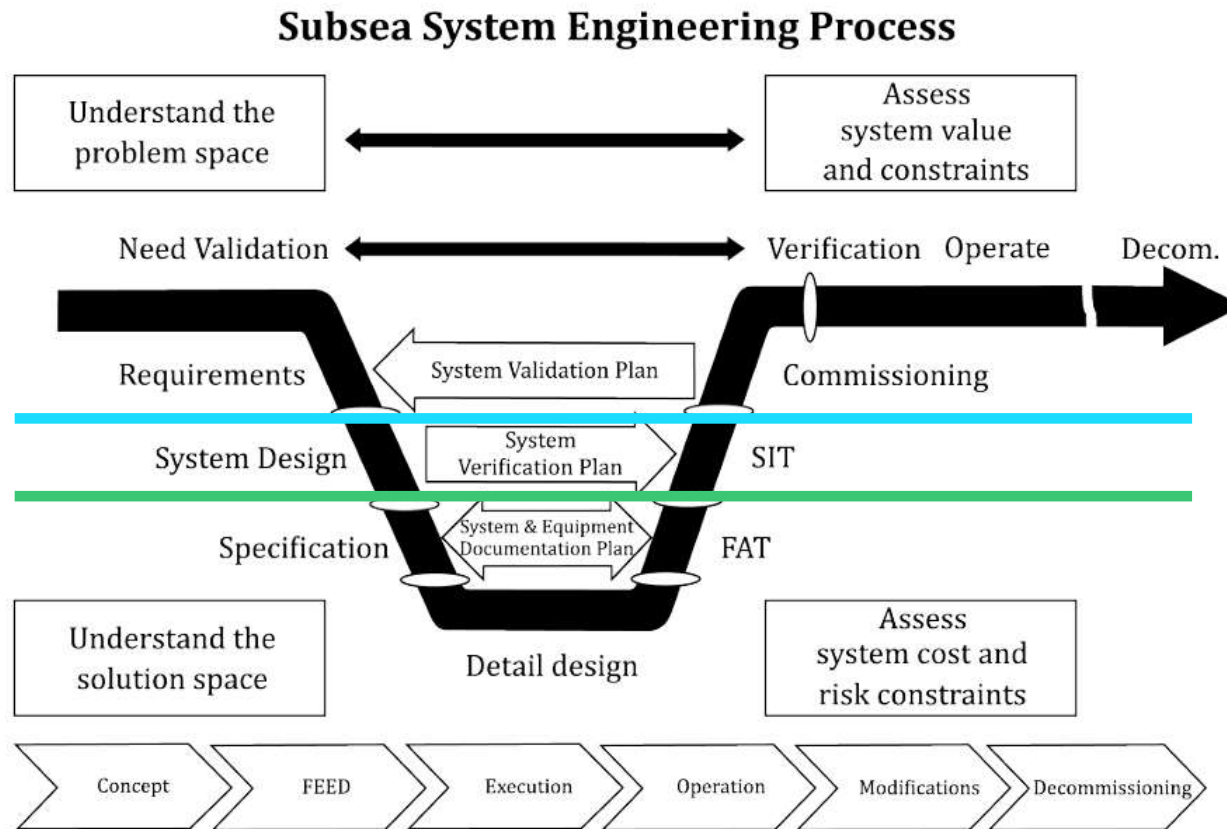 Subsea System Engineering Process
Understand the
problem space
Assess
system value
and constraints
Need Validation
Verification
Operate
Decom.
Requirements
System Validation Plan
Commissioning
System Design
System
Verification Plan
SIT
Specification
System & Equipment
Documentation Plan
FAT
Understand the
solution space
Detail design
Assess
system cost and
risk constraints
Concept
FEED
Execution
Operation
Modifications
Decommissioning